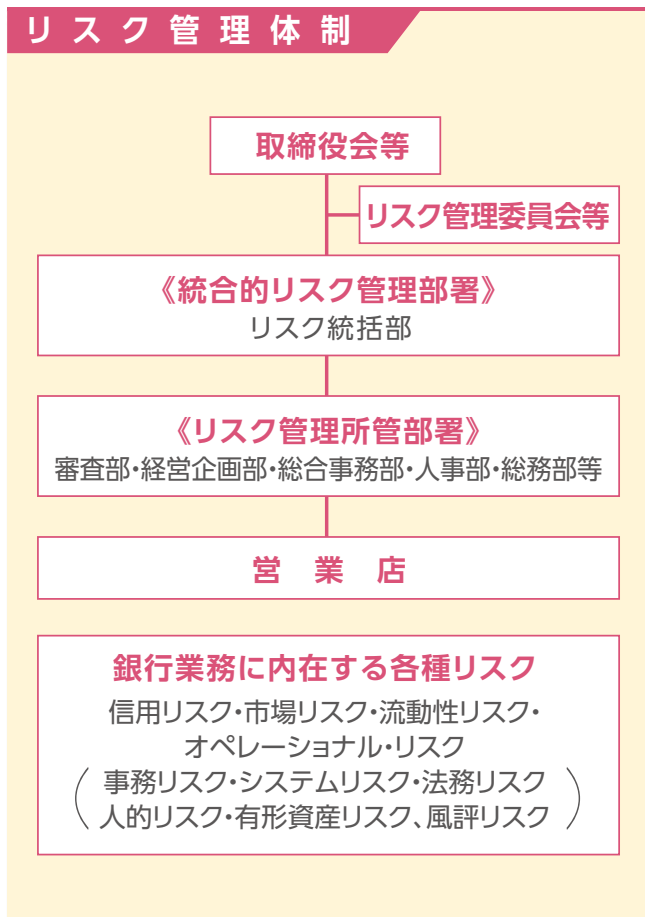 リスク管理体制
取締役会等
リスク管理委員会等
《統合的リスク管理部署》
リスク統括部
《リスク管理所管部署》
審査部・経営企画部・総合事務部・人事部・総務部等
営業店
銀行業務に内在する各種リスク
信用リスク・市場リスク・流動性リスク・
オペレーショナル・リスク
(事務リスク・システムリスク・法務リスク
人的リスク・有形資産リスク、風評リスク)